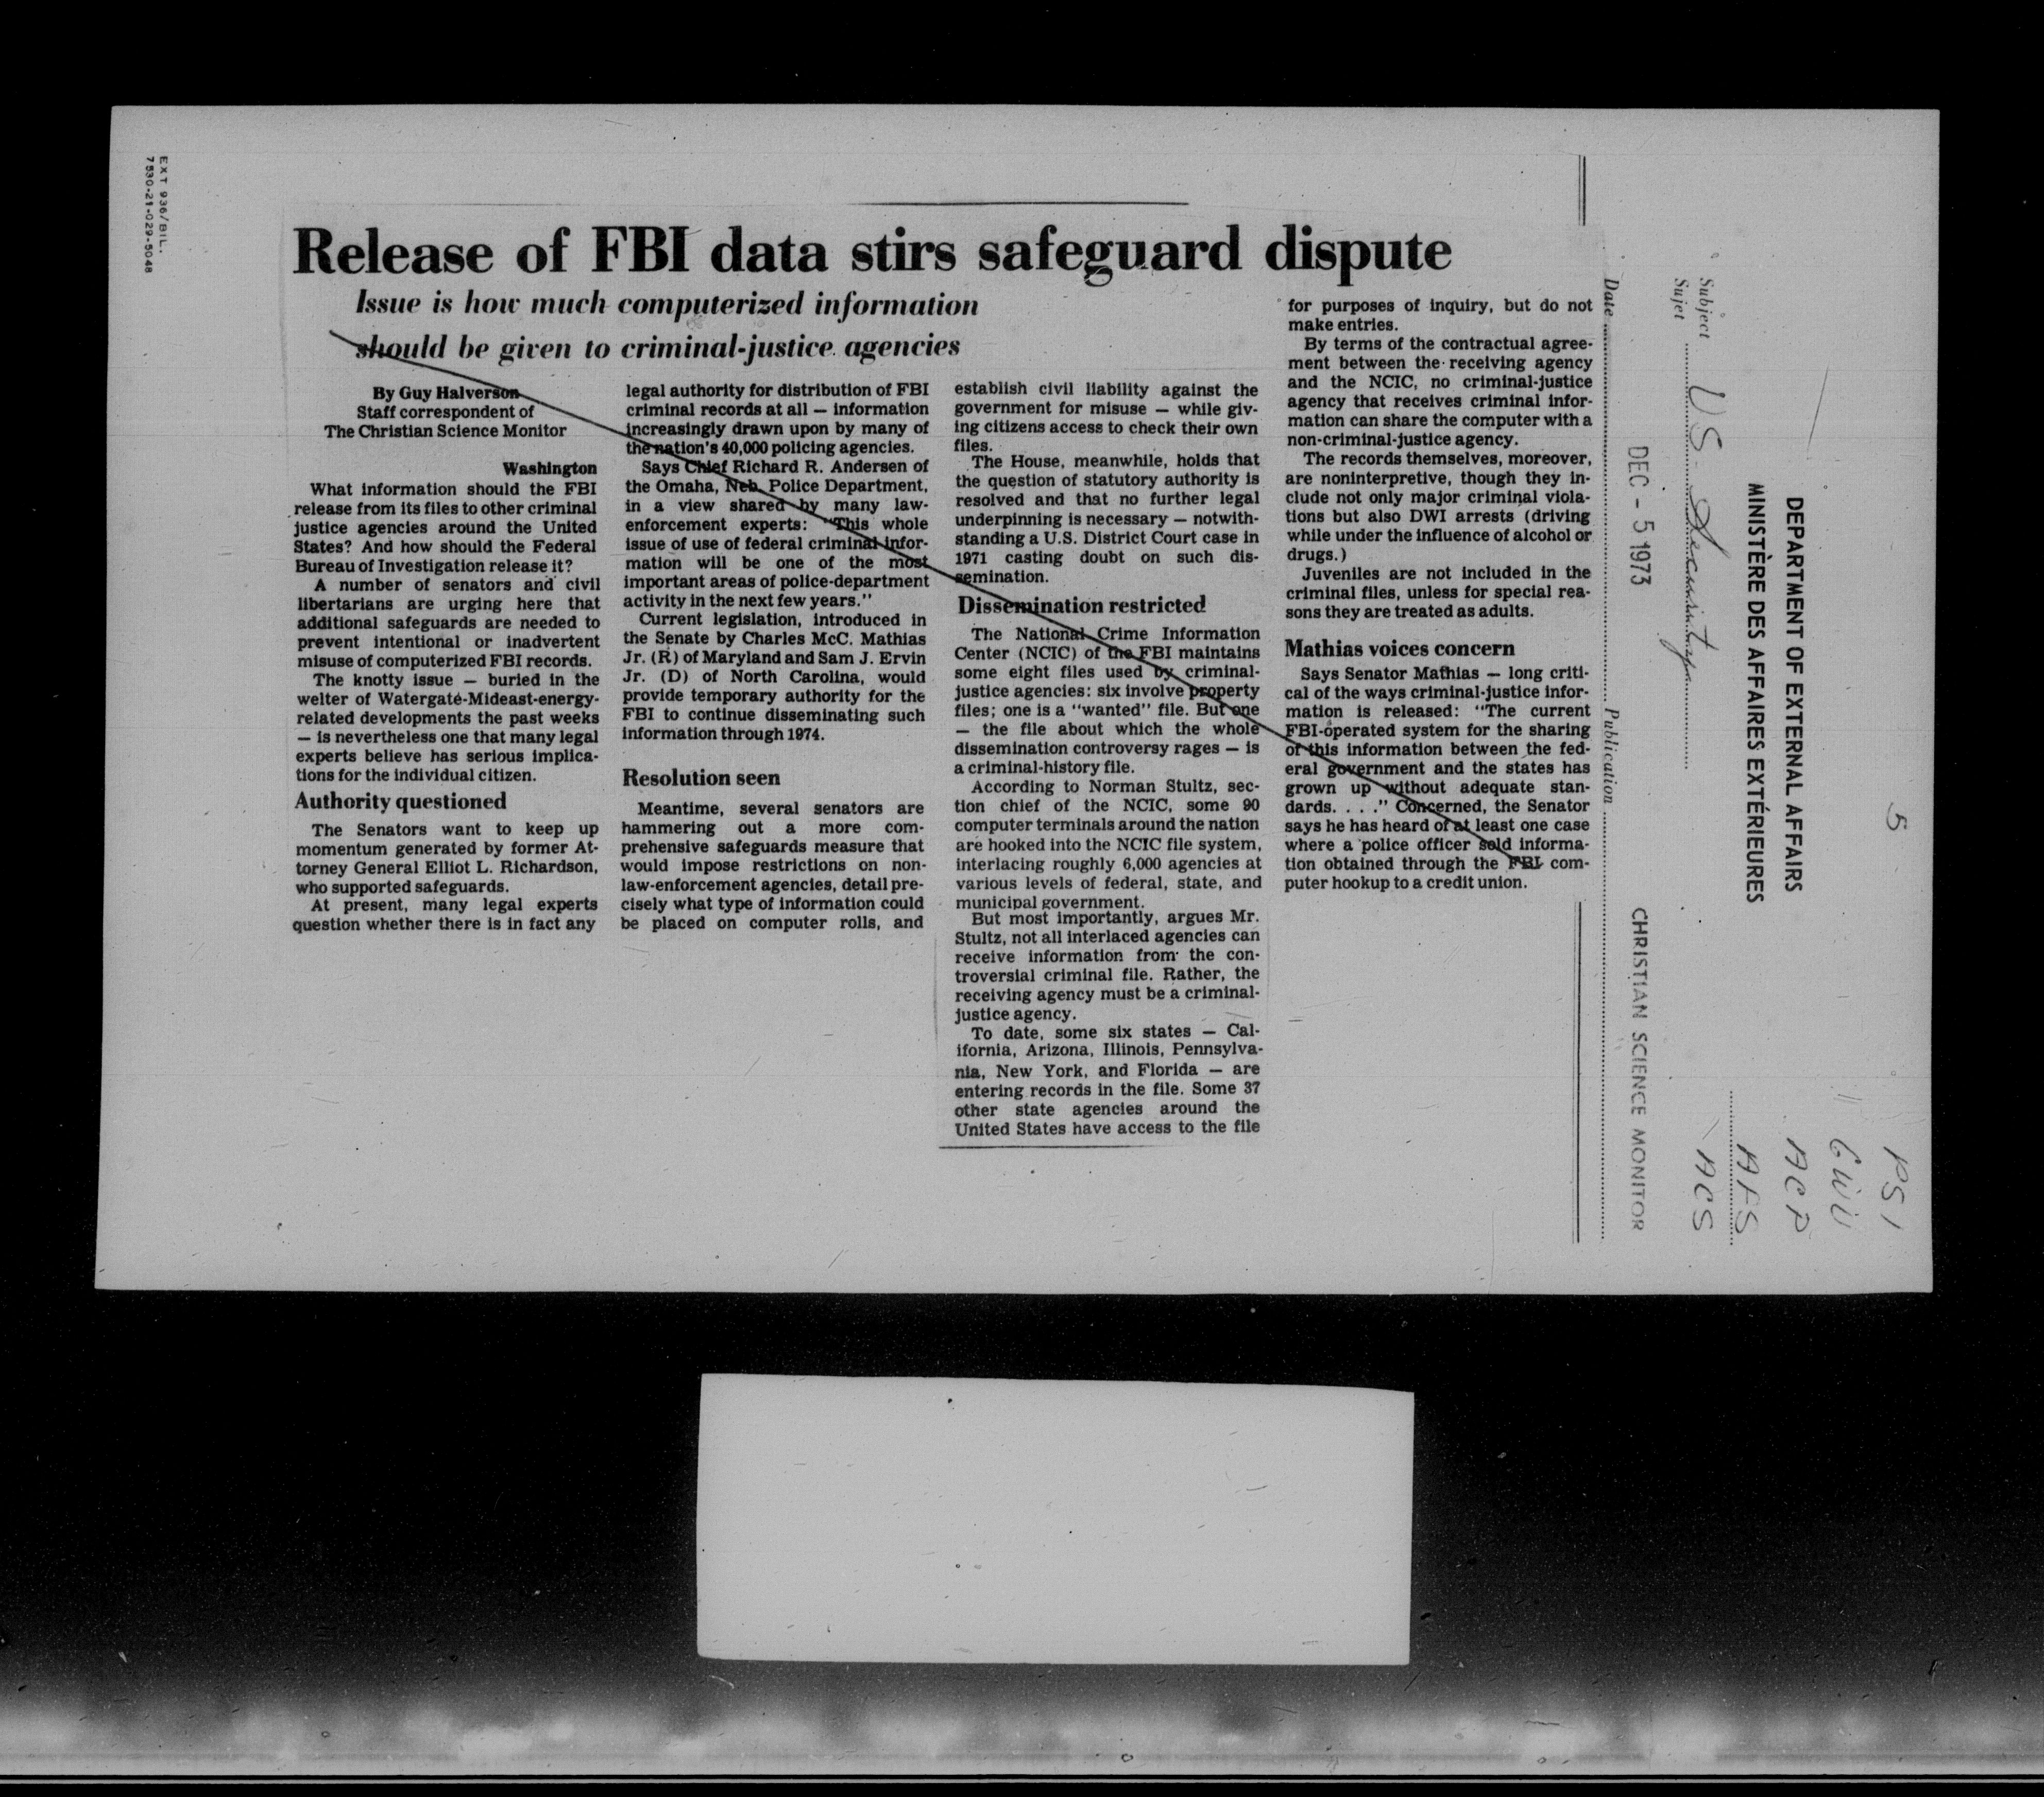 EXT 936/BIL.
7530-21-029-5048
Release of FBI data stirs safeguard dispute
Issue is how much computerized information
should be given to criminal-justice agencies
By Guy Halverson
Staff correspondent of
The Christian Science Monitor
Washington
What information should the FBI
release from its files to other criminal
justice agencies around the United
States? And how should the Federal
Bureau of Investigation release it?
A number of senators and civil
libertarians are urging here that
additional safeguards are needed to
prevent intentional or inadvertent
misuse of computerized FBI records.
The knotty issue — buried in the
welter of Watergate-Mideast-energy-
related developments the past weeks
— is nevertheless one that many legal
experts believe has serious implica-
tions for the individual citizen.
Authority questioned
The Senators want to keep up
momentum generated by former At-
torney General Elliot L. Richardson,
who supported safeguards.
At present, many legal experts
question whether there is in fact any
legal authority for distribution of FBI
criminal records at all — information
increasingly drawn upon by many of
the nation's 40,000 policing agencies.
Says Chief Richard R. Andersen of
the Omaha, Neb. Police Department,
in a view shared by many law-
enforcement experts: "This whole
issue of use of federal criminal infor-
mation will be one of the most
important areas of police-department
activity in the next few years."
Current legislation, introduced in
the Senate by Charles McC. Mathias
Jr. (R) of Maryland and Sam J. Ervin
Jr. (D) of North Carolina, would
provide temporary authority for the
FBI to continue disseminating such
information through 1974.
Resolution seen
Meantime, several senators are
hammering out a more com-
prehensive safeguards measure that
would impose restrictions on non-
law-enforcement agencies, detail pre-
cisely what type of information could
be placed on computer rolls, and
establish civil liability against the
government for misuse — while giv-
ing citizens access to check their own
files.
The House, meanwhile, holds that
the question of statutory authority is
resolved and that no further legal
underpinning is necessary — notwith-
standing a U.S. District Court case in
1971 casting doubt on such dis-
semination.
Dissemination restricted
The National Crime Information
Center (NCIC) of the FBI maintains
some eight files used by criminal-
justice agencies: six involve property
files; one is a "wanted" file. But one
— the file about which the whole
dissemination controversy rages — is
a criminal-history file.
According to Norman Stultz, sec-
tion chief of the NCIC, some 90
computer terminals around the nation
are hooked into the NCIC file system,
interlacing roughly 6,000 agencies at
various levels of federal, state, and
municipal government.
But most importantly, argues Mr.
Stultz, not all interlaced agencies can
receive information from the con-
troversial criminal file. Rather, the
receiving agency must be a criminal-
justice agency.
To date, some six states — Cal-
ifornia, Arizona, Illinois, Pennsylva-
nia, New York, and Florida — are
entering records in the file. Some 37
other state agencies around the
United States have access to the file
for purposes of inquiry, but do not
make entries.
By terms of the contractual agree-
ment between the receiving agency
and the NCIC, no criminal-justice
agency that receives criminal infor-
mation can share the computer with a
non-criminal-justice agency.
The records themselves, moreover,
are noninterpretive, though they in-
clude not only major criminal viola-
tions but also DWI arrests (driving
while under the influence of alcohol or
drugs.)
Juveniles are not included in the
criminal files, unless for special rea-
sons they are treated as adults.
Mathias voices concern
Says Senator Mathias — long criti-
cal of the ways criminal-justice infor-
mation is released: "The current
FBI-operated system for the sharing
of this information between the fed-
eral government and the states has
grown up without adequate stan-
dards. . . ." Concerned, the Senator
says he has heard of at least one case
where a police officer sold informa-
tion obtained through the FBI com-
puter hookup to a credit union.
DEPARTMENT OF EXTERNAL AFFAIRS
MINISTÈRE DES AFFAIRES EXTÉRIEURES
Subject
Sujet
US- Security
Date
DEC - 5 1973
Publication
CHRISTIAN SCIENCE MONITOR
5
PSI
GWU
ACP
AFS
ACS